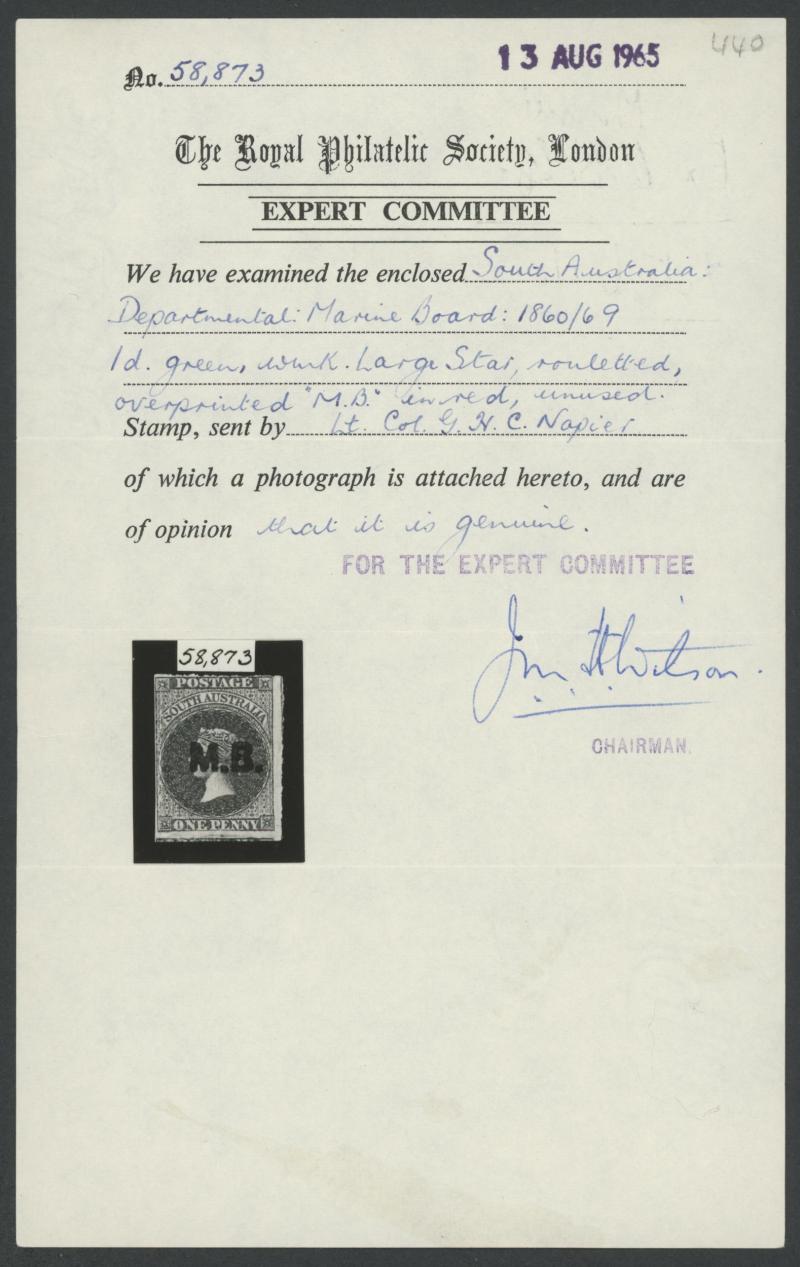 440
No. 58,873 13 AUG 1965
The Royal Philatelic Society, London
EXPERT COMMITTEE
We have examined the enclosed South Australia:
Departmental: Marine Board: 1860/69
1d. green, wmk. Large Star, rouletted,
overprinted "M.B." in red, unused.
Stamp, sent by Lt. Col. G. H. C. Napier
of which a photograph is attached hereto, and are
of opinion that it is genuine.
FOR THE EXPERT COMMITTEE
Jn H Wilson.
CHAIRMAN.
58,873
POSTAGE
SOUTH AUSTRALIA
M.B.
ONE PENNY